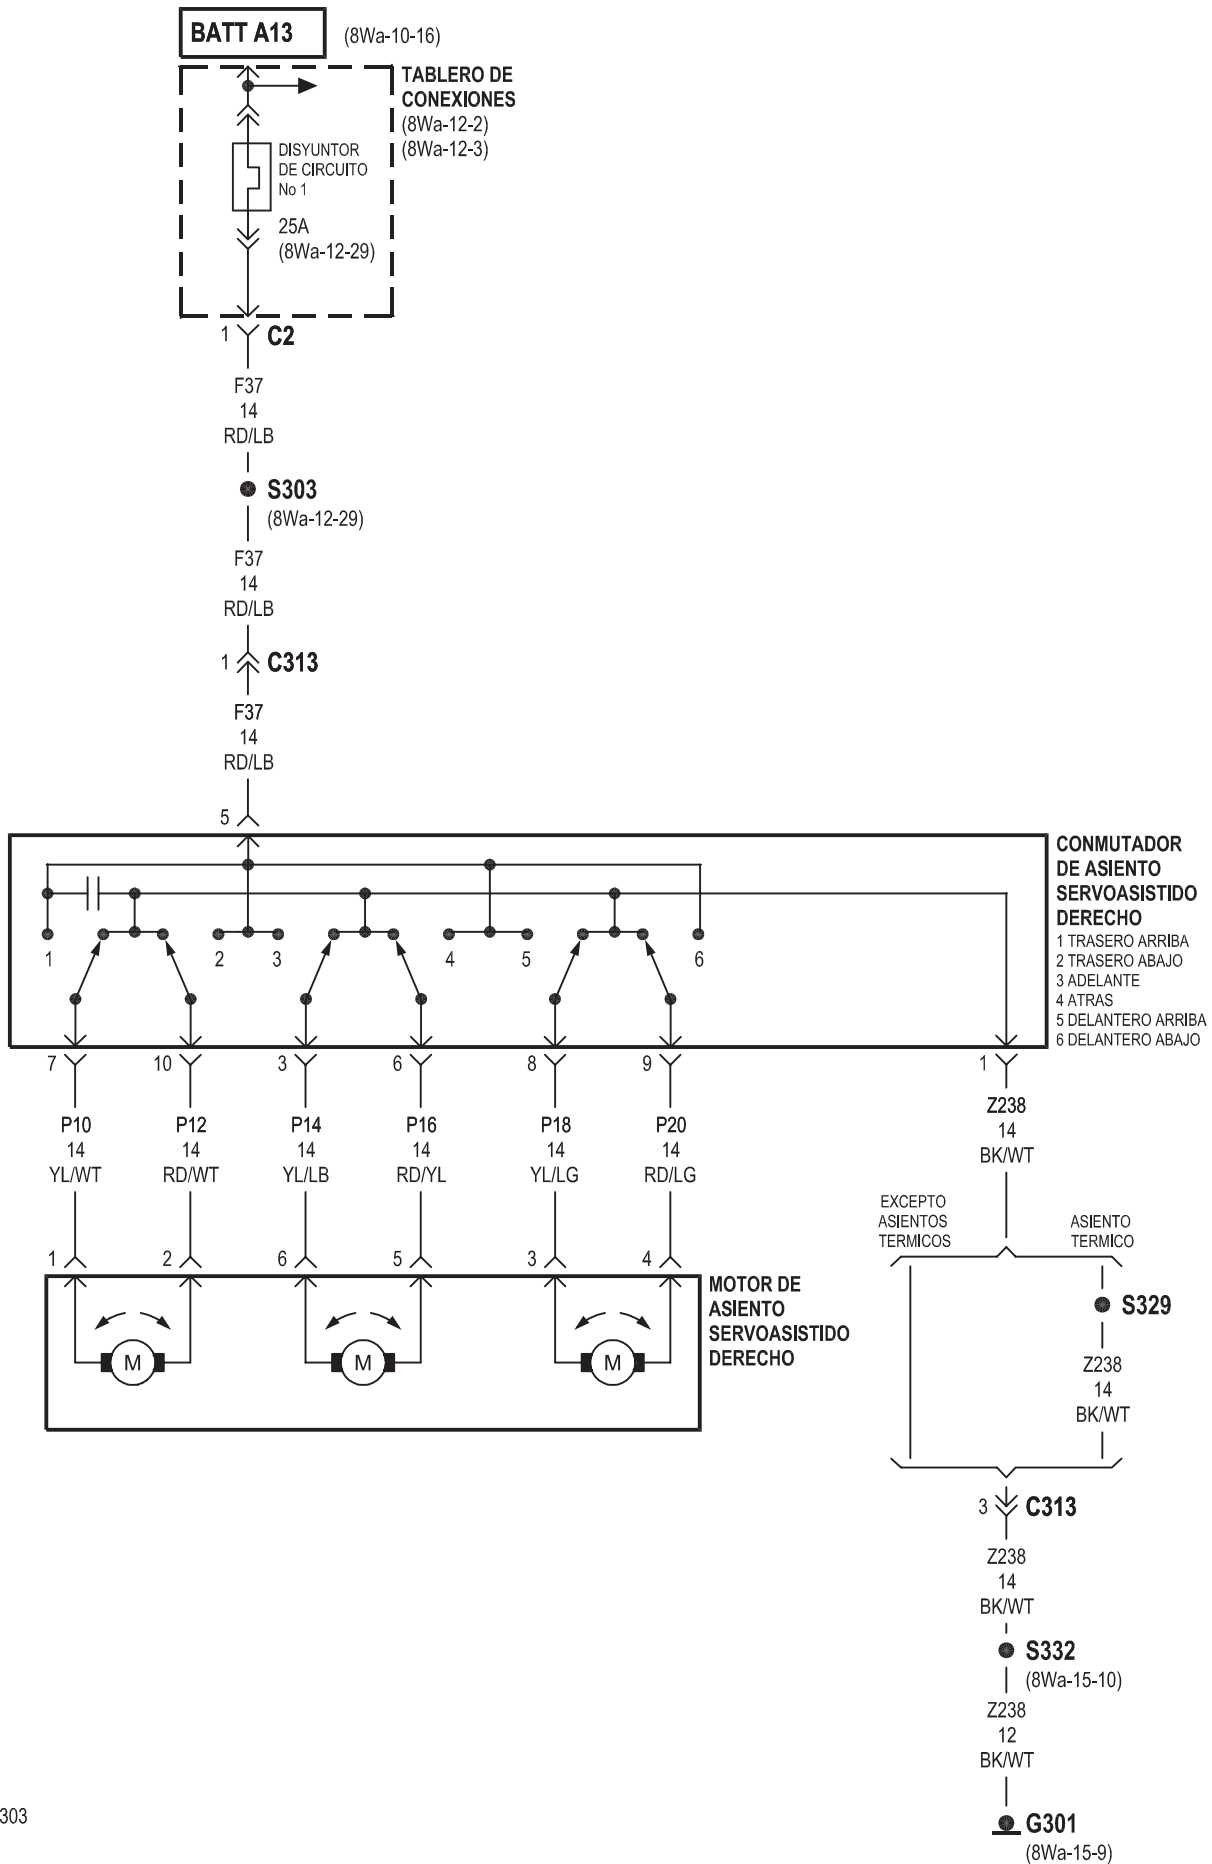 BATT A13
(8Wa-10-16)
TABLERO DE
CONEXIONES
(8Wa-12-2)
(8Wa-12-3)
DISYUNTOR
DE CIRCUITO
No 1
25A
(8Wa-12-29)
1 C2
F37
14
RD/LB
S303
(8Wa-12-29)
F37
14
RD/LB
1 C313
F37
14
RD/LB
5
CONMUTADOR
DE ASIENTO
SERVOASISTIDO
DERECHO
1 TRASERO ARRIBA
2 TRASERO ABAJO
3 ADELANTE
4 ATRAS
5 DELANTERO ARRIBA
6 DELANTERO ABAJO
1 2 3 4 5 6
7 10 3 6 8 9 1
P10 P12 P14 P16 P18 P20
14 14 14 14 14 14
YL/WT RD/WT YL/LB RD/YL YL/LG RD/LG
Z238
14
BK/WT
EXCEPTO
ASIENTOS
TERMICOS
ASIENTO
TERMICO
1 2 6 5 3 4
MOTOR DE
ASIENTO
SERVOASISTIDO
DERECHO
M M M
S329
Z238
14
BK/WT
3 C313
Z238
14
BK/WT
S332
(8Wa-15-10)
Z238
12
BK/WT
G301
(8Wa-15-9)
303